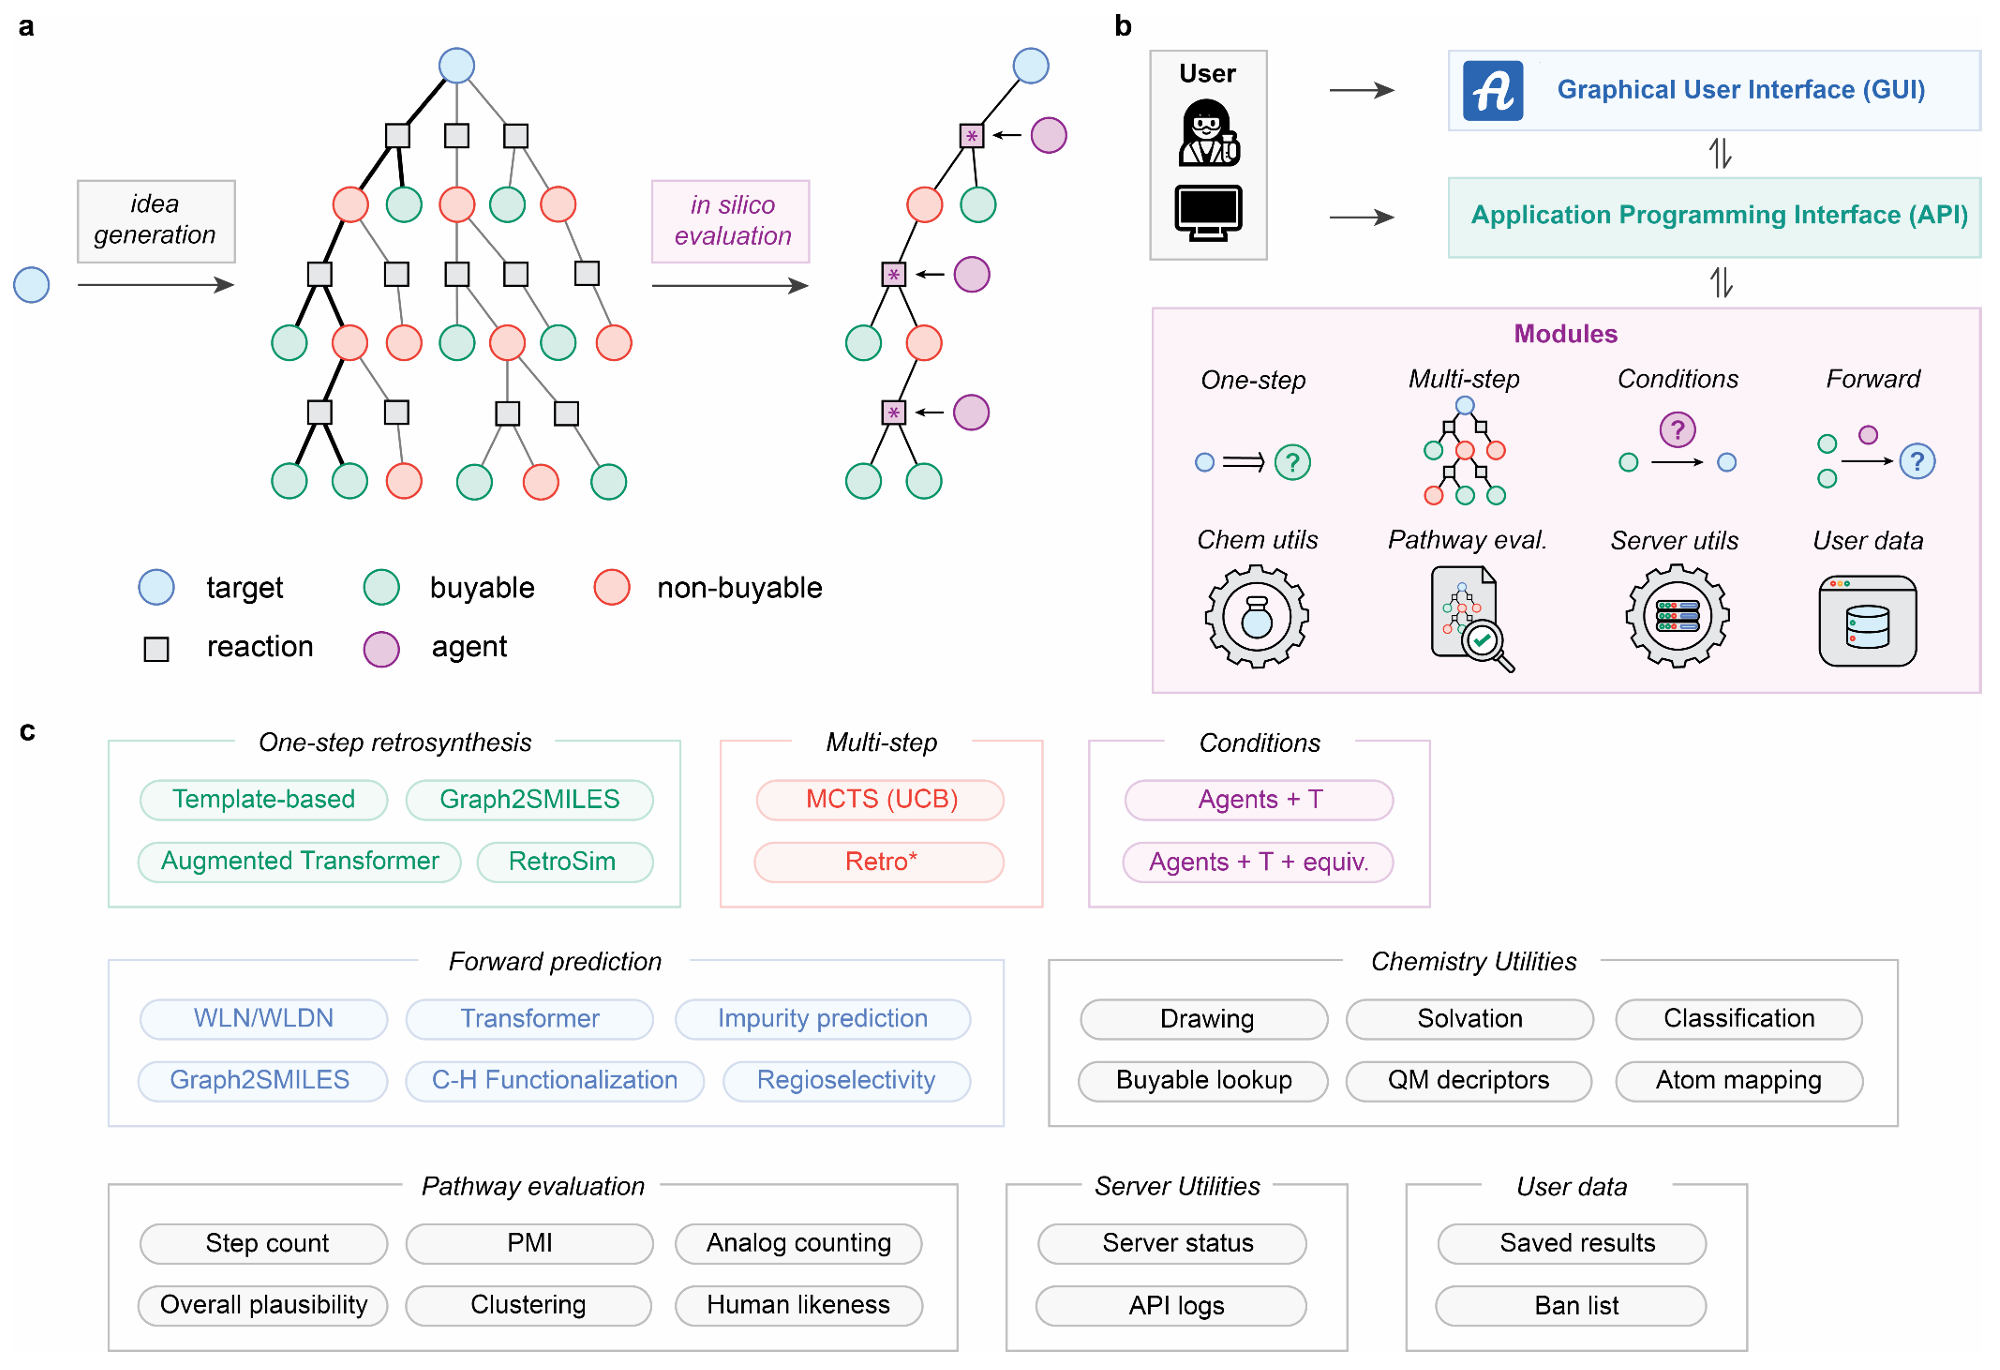 a
idea
generation
in silico
evaluation
target
buyable
non-buyable
reaction
agent
*
*
*
b
User
A
Graphical User Interface (GUI)
Application Programming Interface (API)
Modules
One-step
Multi-step
Conditions
Forward
?
?
?
Chem utils
Pathway eval.
Server utils
User data
c
One-step retrosynthesis
Template-based
Graph2SMILES
Augmented Transformer
RetroSim
Multi-step
MCTS (UCB)
Retro*
Conditions
Agents + T
Agents + T + equiv.
Forward prediction
WLN/WLDN
Transformer
Impurity prediction
Graph2SMILES
C-H Functionalization
Regioselectivity
Chemistry Utilities
Drawing
Solvation
Classification
Buyable lookup
QM decriptors
Atom mapping
Pathway evaluation
Step count
PMI
Analog counting
Overall plausibility
Clustering
Human likeness
Server Utilities
Server status
API logs
User data
Saved results
Ban list